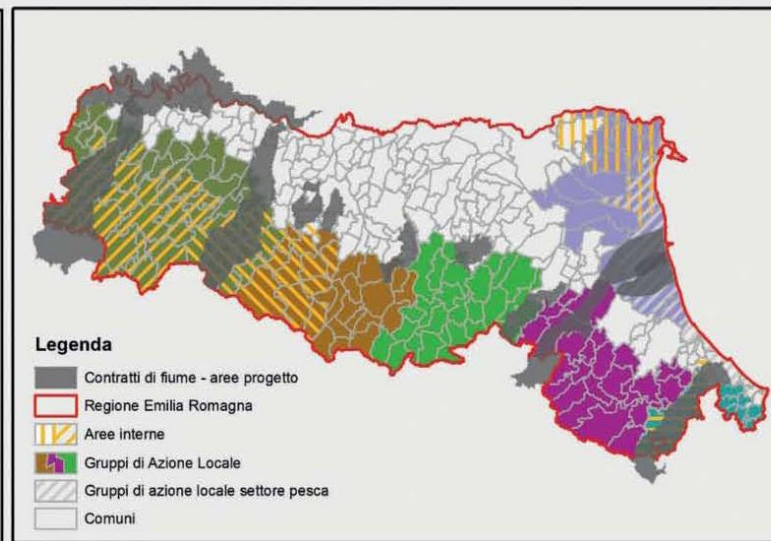 Legenda
Contratti di fiume - aree progetto
Regione Emilia Romagna
Aree interne
Gruppi di Azione Locale
Gruppi di azione locale settore pesca
Comuni